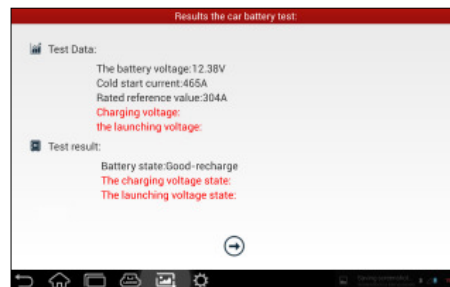 Results the car battery test:
Test Data:
The battery voltage:12.38V
Cold start current:465A
Rated reference value:304A
Charging voltage:
the launching voltage:
Test result:
Battery state:Good-recharge
The charging voltage state:
The launching voltage state: